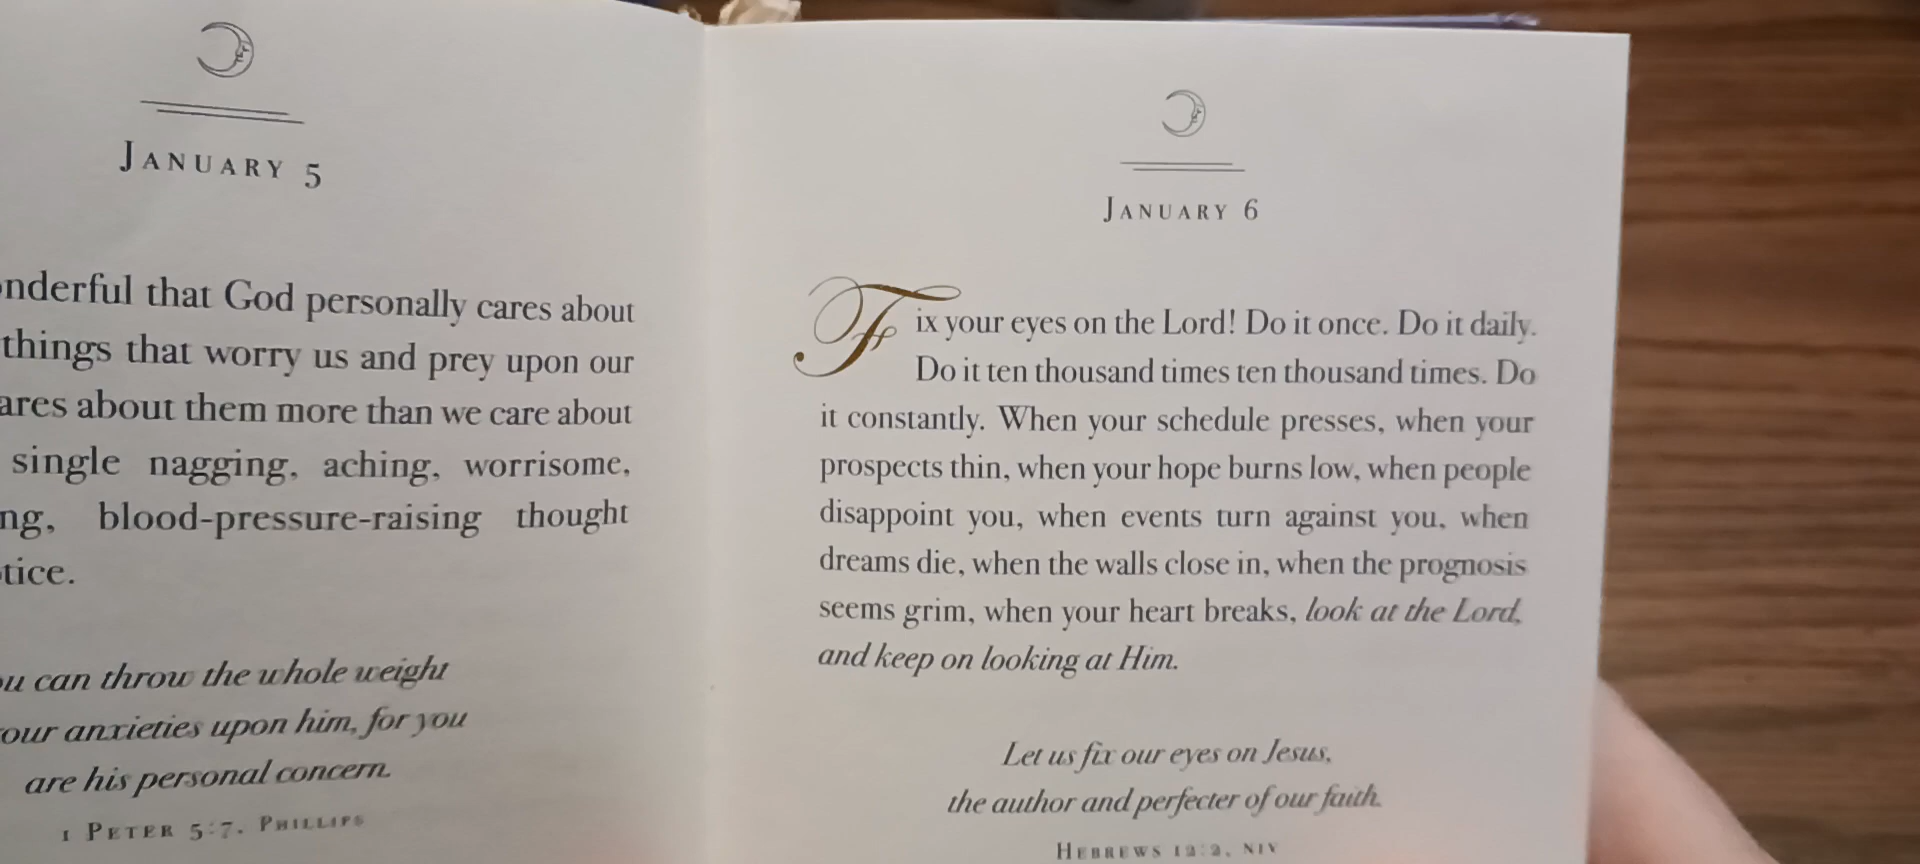 January 5
that God personally cares about
things that worry us and prey upon our
about them more than we care about
single nagging, aching, worrisome,
blood-pressure-raising thought
can throw the whole weight
anxieties upon him, for you
are his personal concern.
1 Peter 5:7, Phillips
January 6
Fix your eyes on the Lord! Do it once. Do it daily.
Do it ten thousand times ten thousand times. Do
it constantly. When your schedule presses, when your
prospects thin, when your hope burns low, when people
disappoint you, when events turn against you, when
dreams die, when the walls close in, when the prognosis
seems grim, when your heart breaks, look at the Lord,
and keep on looking at Him.
Let us fix our eyes on Jesus,
the author and perfecter of our faith.
Hebrews 12:2, NIV